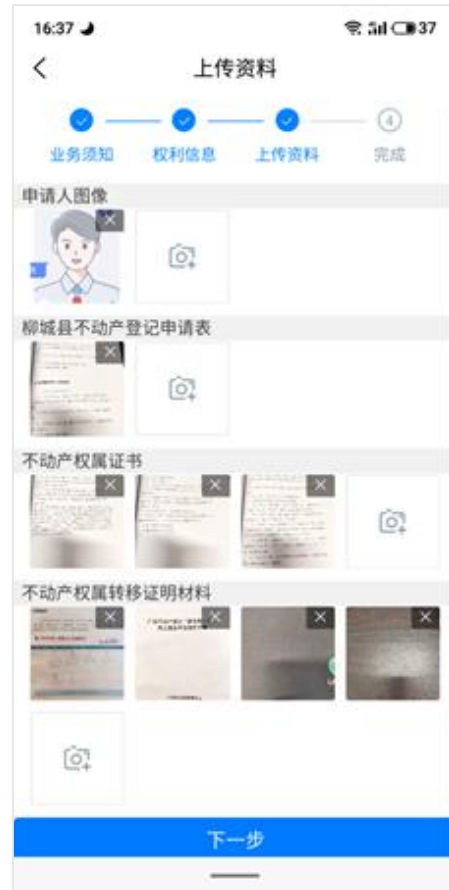 16:37
37
上传资料
4
业务须知 权利信息 上传资料 完成
申请人图像
柳城县不动产登记申请表
不动产权属证书
不动产权属转移证明材料
下一步